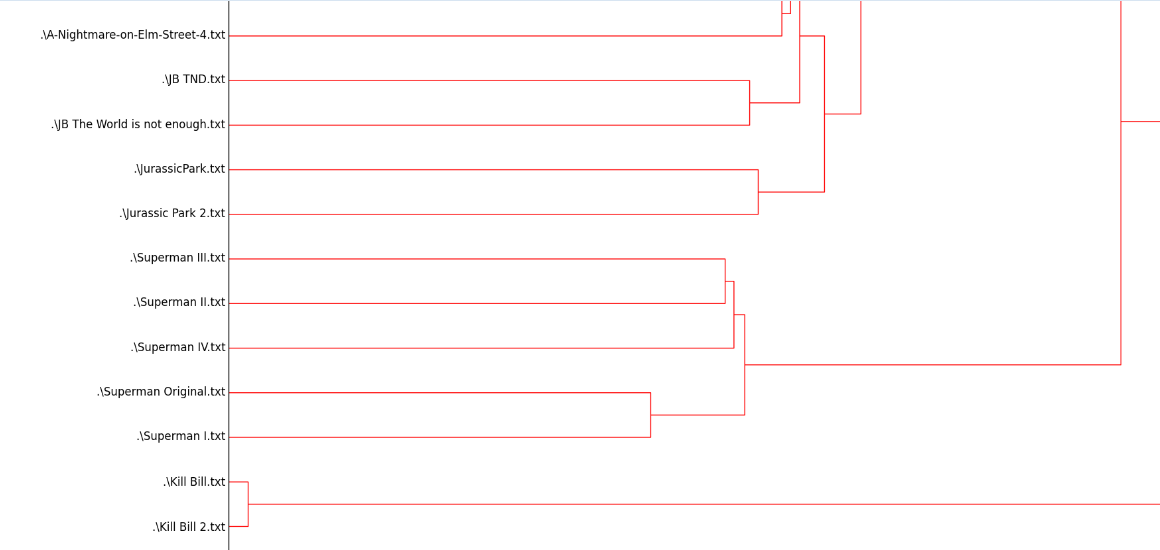 .\A-Nightmare-on-Elm-Street-4.txt
.\JB TND.txt
.\JB The World is not enough.txt
.\JurassicPark.txt
.\Jurassic Park 2.txt
.\Superman III.txt
.\Superman II.txt
.\Superman IV.txt
.\Superman Original.txt
.\Superman I.txt
.\Kill Bill.txt
.\Kill Bill 2.txt